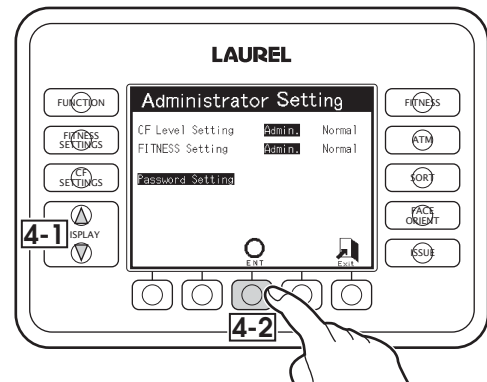 LAUREL
FUNCTION
FITNESS
SETTINGS
CF
SETTINGS
4-1
ISPLAY
Administrator Setting
CF Level Setting Admin. Normal
FITNESS Setting Admin. Normal
Password Setting
ENT
Exit
FITNESS
ATM
SORT
FACE
ORIENT
ISSUE
4-2